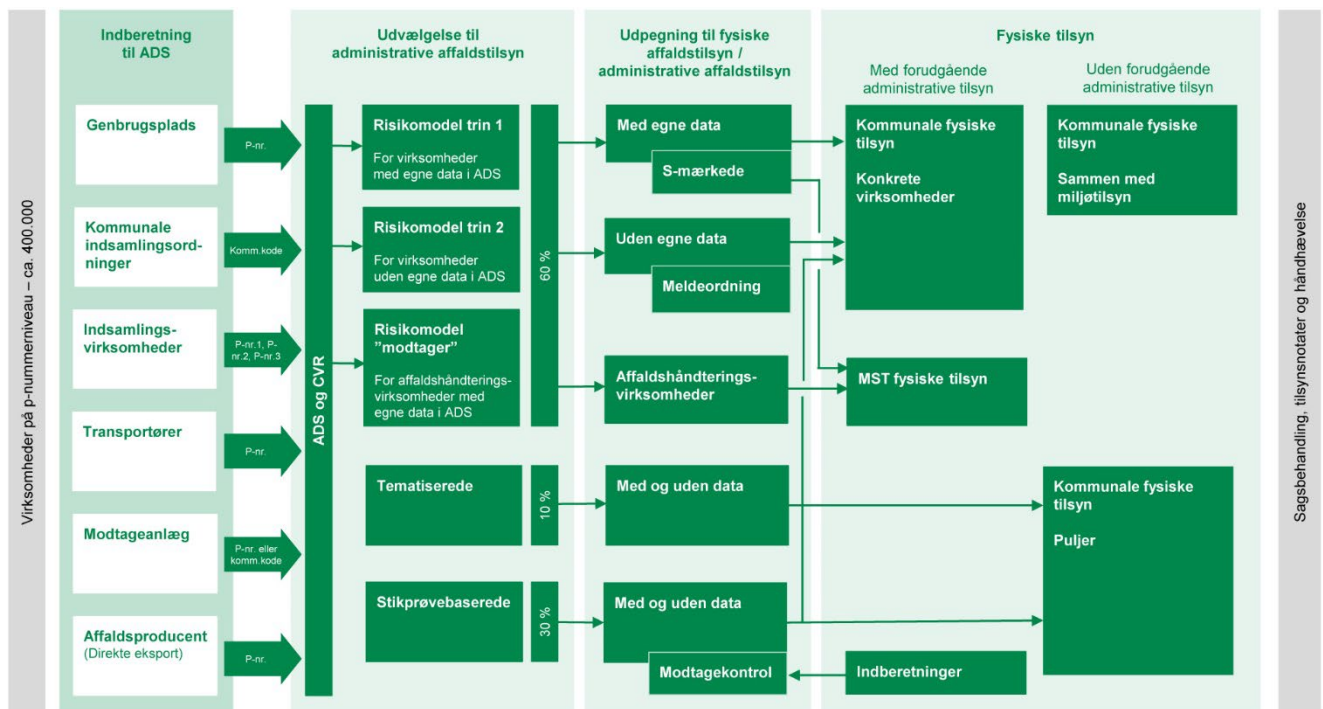 Virksomheder på p-nummerniveau – ca. 400.000
Indberetning
til ADS
Genbrugsplads
Kommunale
indsamlingsord-
ninger
Indsamlings-
virksomheder
Transportører
Modtageanlæg
Affaldsproducent
(Direkte eksport)
P-nr.
Komm.kode
P-nr.1, P-
nr.2, P-nr.3
P-nr.
P-nr. eller
komm.kode
P-nr.
ADS og CVR
Udvælgelse til
administrative affaldstilsyn
Risikomodel trin 1
For virksomheder
med egne data i ADS
Risikomodel trin 2
For virksomheder
uden egne data i ADS
Risikomodel
”modtager”
For affaldshåndterings-
virksomheder med
egne data i ADS
Tematiserede
Stikprøvebaserede
60 %
10 %
30 %
Udpegning til fysiske
affaldstilsyn /
administrative affaldstilsyn
Med egne data
S-mærkede
Uden egne data
Meldeordning
Affaldshåndterings-
virksomheder
Med og uden data
Med og uden data
Modtagekontrol
Fysiske tilsyn
Med forudgående
administrative tilsyn
Kommunale fysiske
tilsyn
Konkrete
virksomheder
MST fysiske tilsyn
Indberetninger
Uden forudgående
administrative tilsyn
Kommunale fysiske
tilsyn
Sammen med
miljøtilsyn
Kommunale fysiske
tilsyn
Puljer
Sagsbehandling, tilsynsnotater og håndhævelse